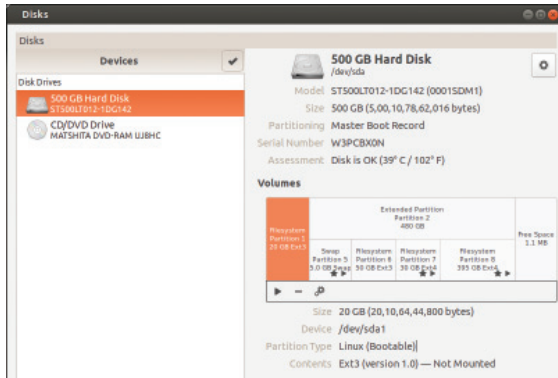 Disks
Disks
Devices
Disk Drives
500 GB Hard Disk
ST500LT012-1DG142
CD/DVD Drive
MATSHITA DVD-RAM UJ8HC
500 GB Hard Disk
/dev/sda
Model ST500LT012-1DG142 (0001SDM1)
Size 500 GB (5,00,10,78,62,016 bytes)
Partitioning Master Boot Record
Serial Number W3PCBX0N
Assessment Disk is OK (39° C / 102° F)
Volumes
Filesystem
Partition 1
20 GB Ext3
Extended Partition
Partition 2
480 GB
Swap
Partition 5
5.0 GB Swap
Filesystem
Partition 6
50 GB Ext3
Filesystem
Partition 7
30 GB Ext4
Filesystem
Partition 8
395 GB Ext4
Free Space
1.1 MB
Size 20 GB (20,10,64,44,800 bytes)
Device /dev/sda1
Partition Type Linux (Bootable)
Contents Ext3 (version 1.0) — Not Mounted